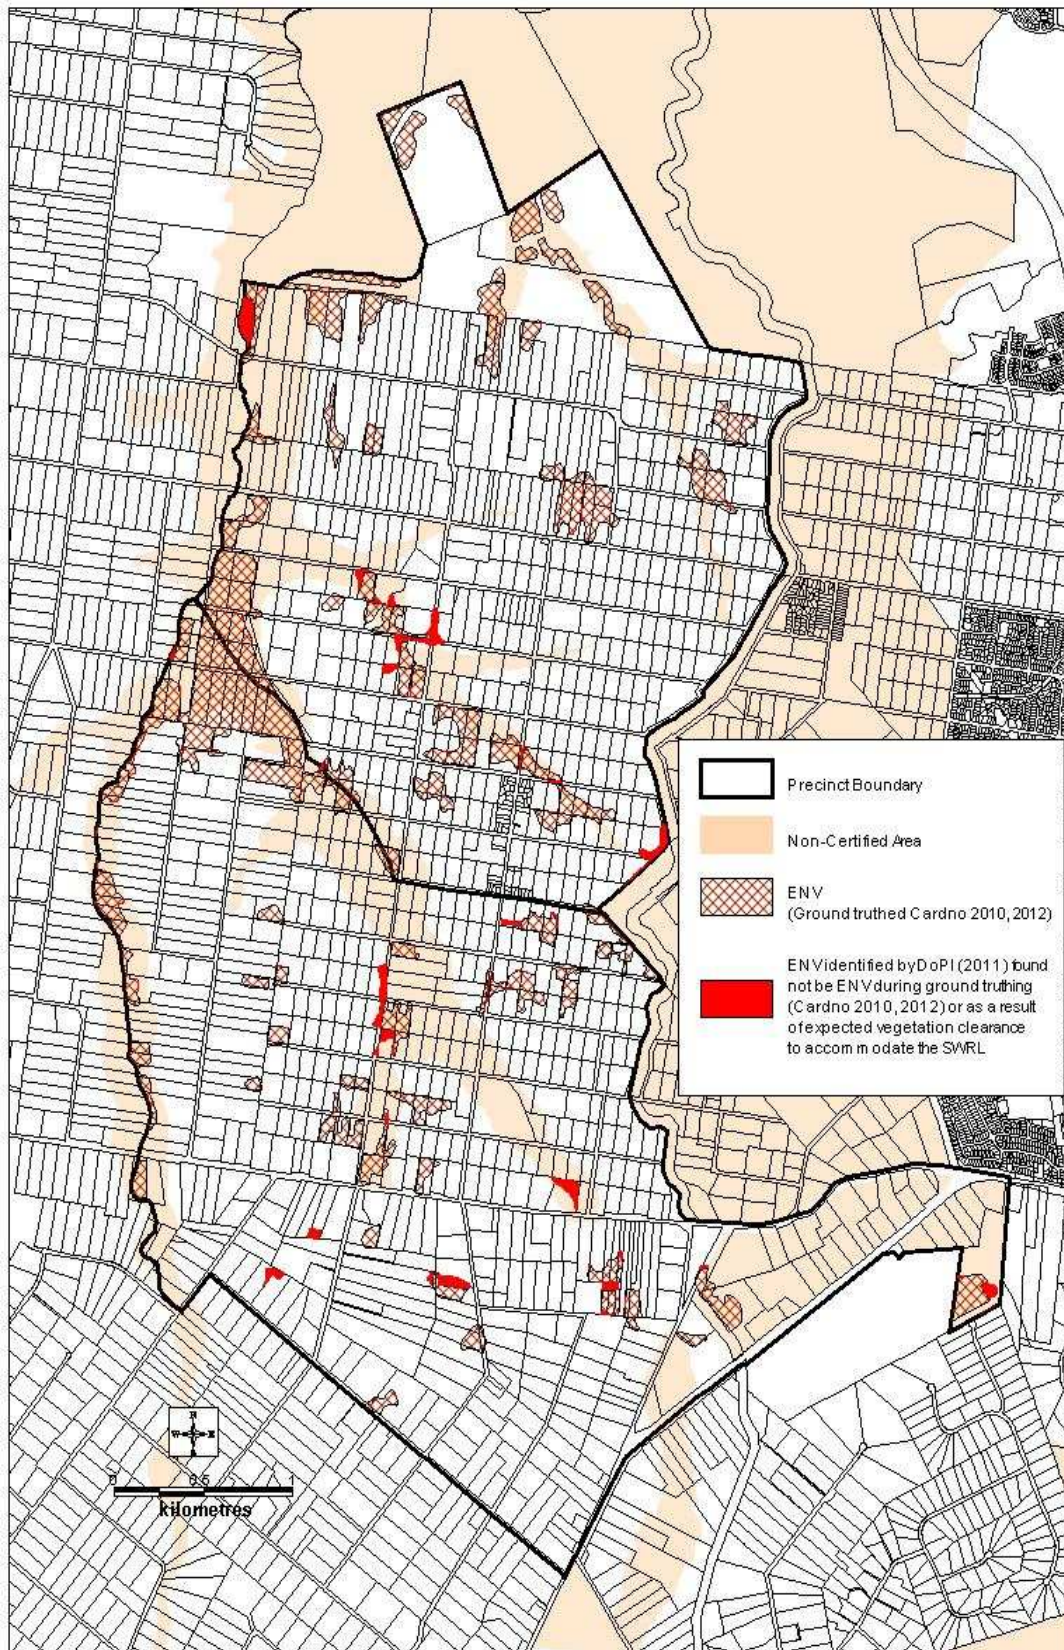 Precinct Boundary
Non-Certified Area
ENV
(Ground truthed Cardno 2010, 2012)
ENV identified by DoPI (2011) found
not be ENV during ground truthing
(Cardno 2010, 2012) or as a result
of expected vegetation clearance
to accommodate the SWRL
N
W E
S
0 0.5 1
kilometres